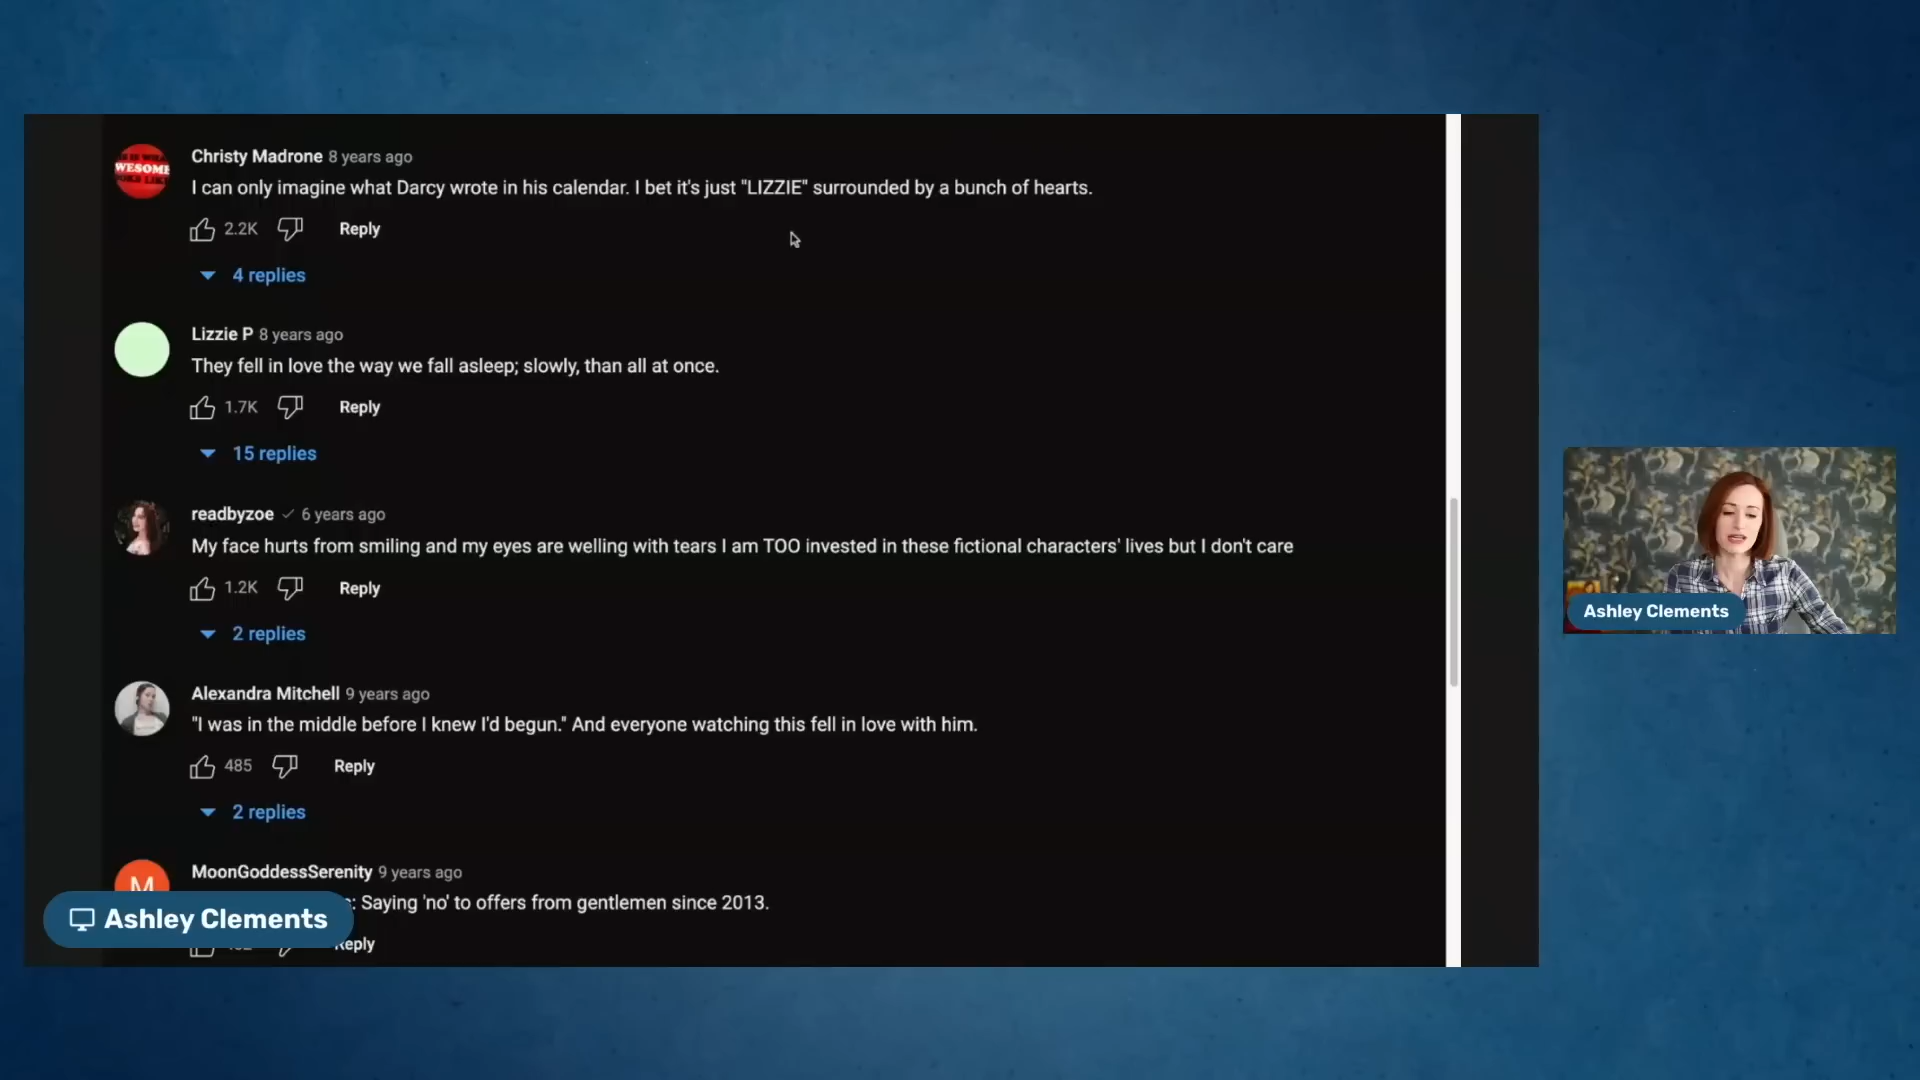 Christy Madrone 8 years ago
I can only imagine what Darcy wrote in his calendar. I bet it's just "LIZZIE" surrounded by a bunch of hearts.
2.2K Reply
4 replies
Lizzie P 8 years ago
They fell in love the way we fall asleep; slowly, than all at once.
1.7K Reply
15 replies
readbyzoe 6 years ago
My face hurts from smiling and my eyes are welling with tears I am TOO invested in these fictional characters' lives but I don't care
1.2K Reply
2 replies
Alexandra Mitchell 9 years ago
"I was in the middle before I knew I'd begun." And everyone watching this fell in love with him.
485 Reply
2 replies
M
MoonGoddessSerenity 9 years ago
: Saying 'no' to offers from gentlemen since 2013.
Reply
Ashley Clements
Ashley Clements